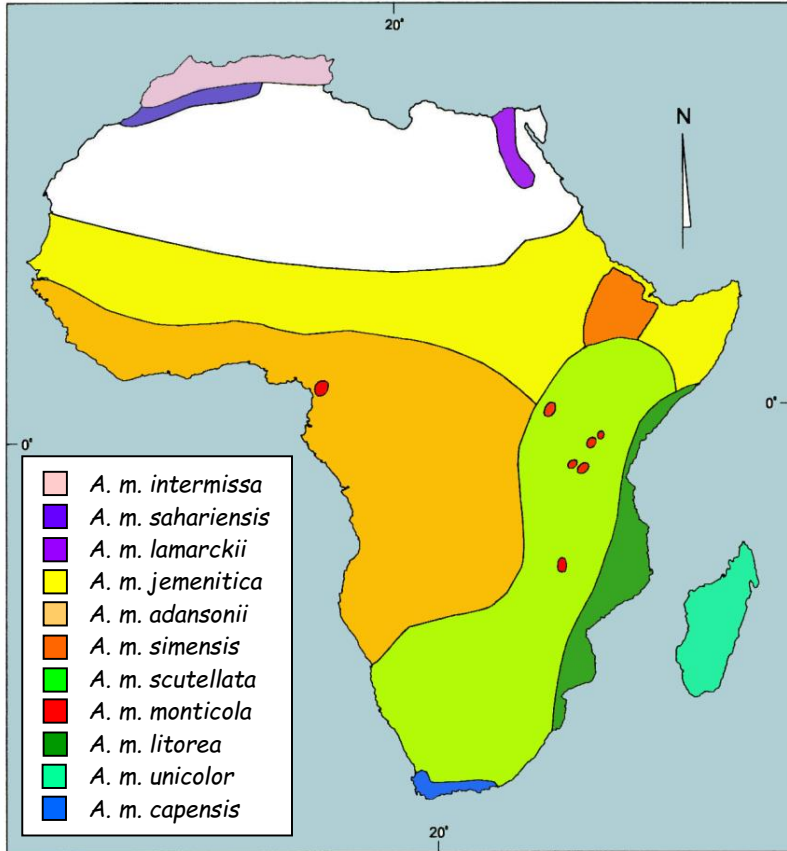 20°
N
0°
0°
A. m. intermissa
A. m. sahariensis
A. m. lamarckii
A. m. jemenitica
A. m. adansonii
A. m. simensis
A. m. scutellata
A. m. monticola
A. m. litorea
A. m. unicolor
A. m. capensis
20°